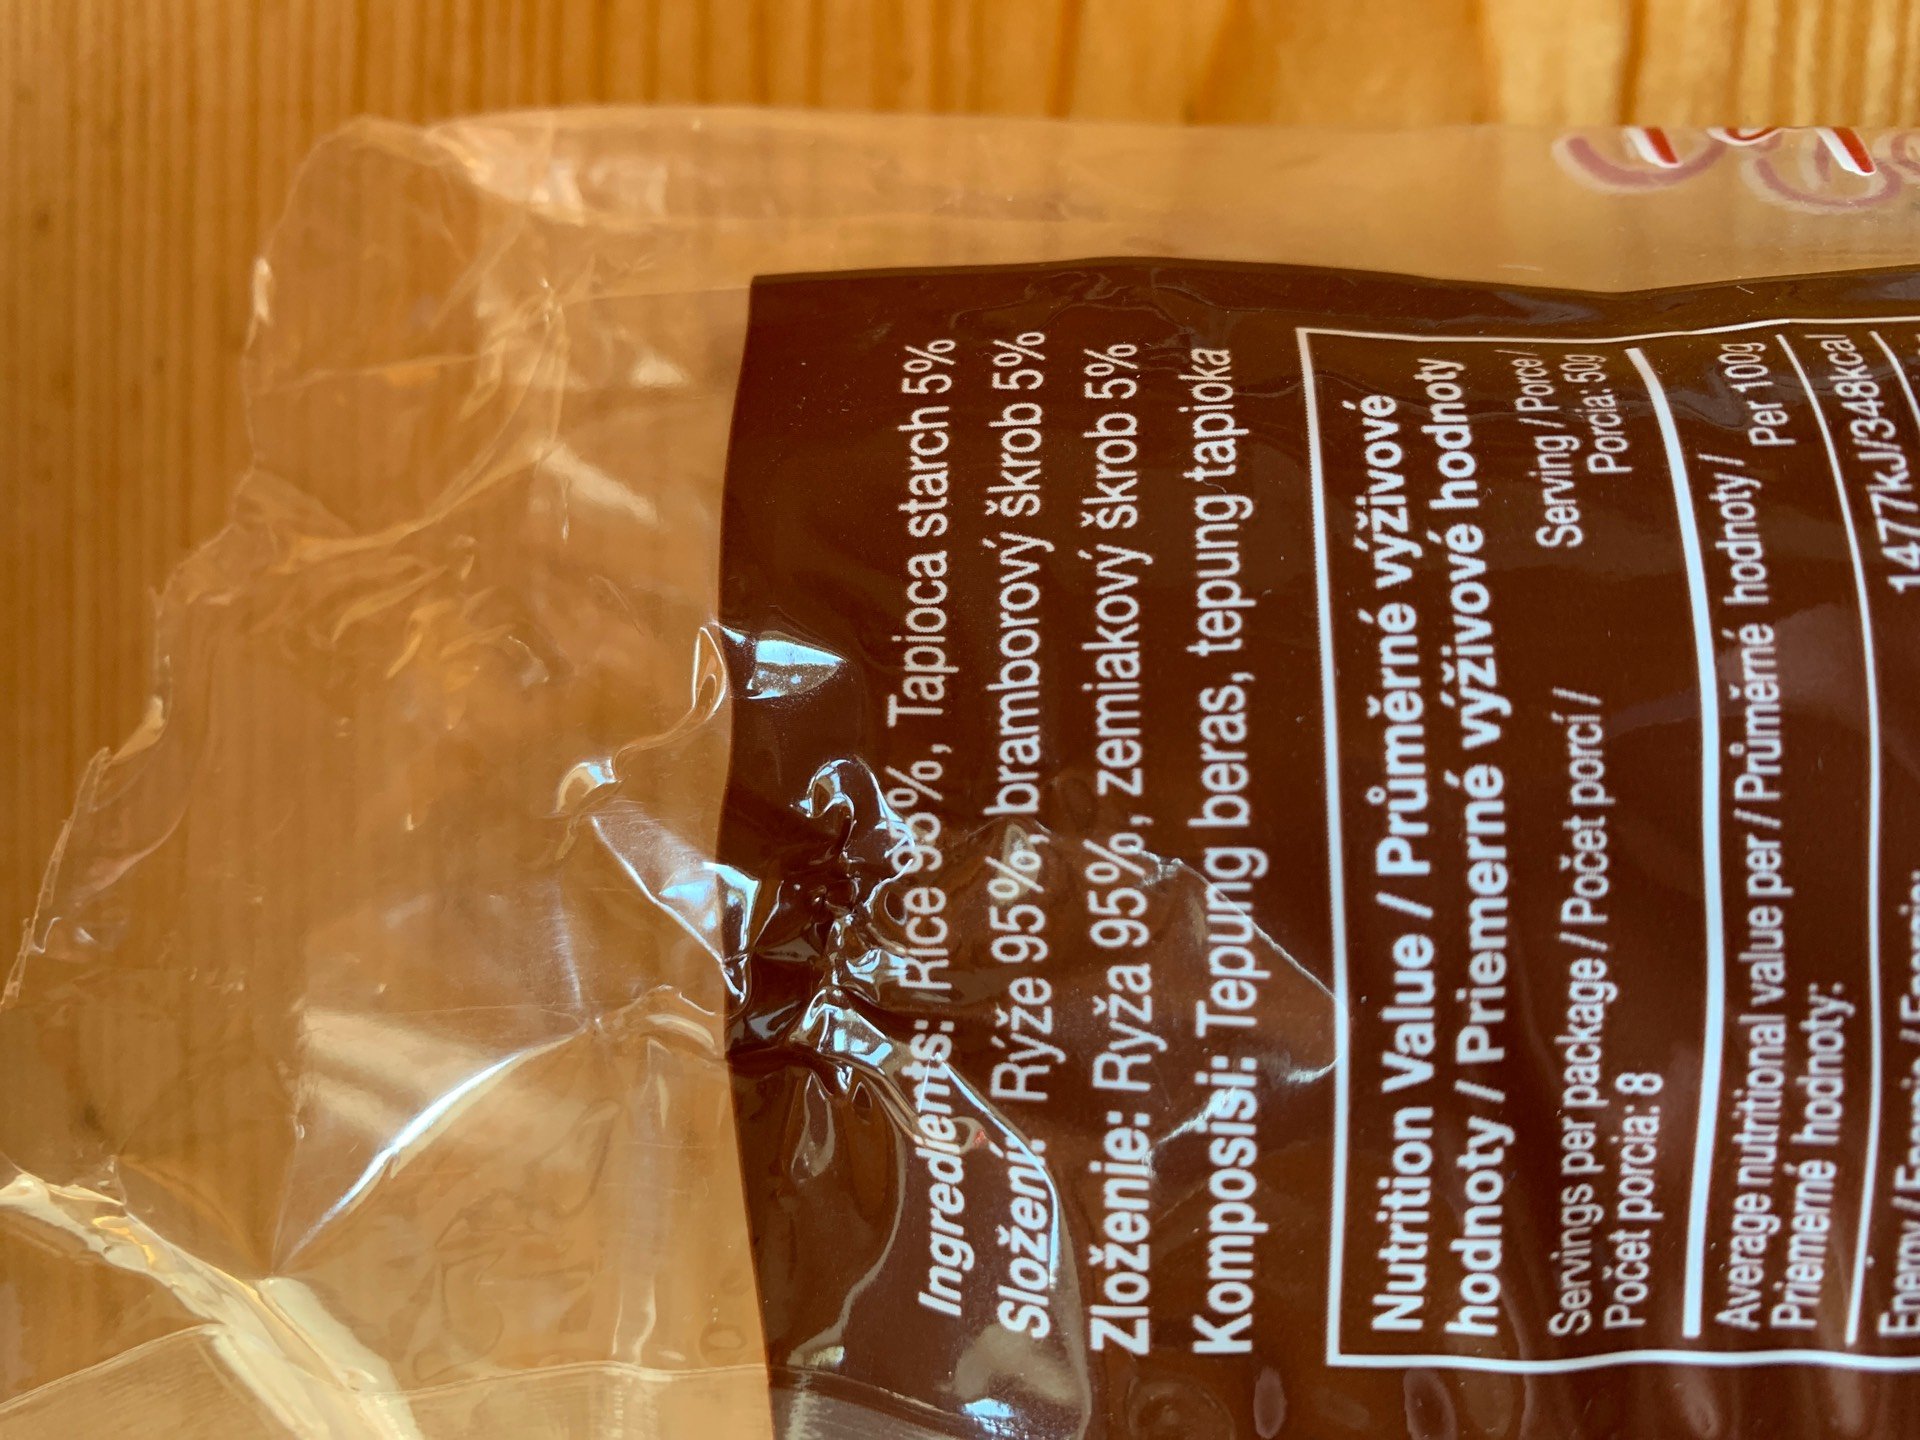 Ingredients: Rice 95%, Tapioca starch 5%
Složení: Rýže 95%, bramborový škrob 5%
Zloženie: Ryža 95%, zemiakový škrob 5%
Komposisi: Tepung beras, tepung tapioka
Nutrition Value / Průměrné výživové
hodnoty / Priemerné výživové hodnoty
Servings per package / Počet porcí / Serving / Porce /
Počet porcia: 8 Porcia: 50g
Average nutritional value per / Průměrné hodnoty / Per 100g
Priemerné hodnoty:
Energy / Energie / 1477kJ/348kcal